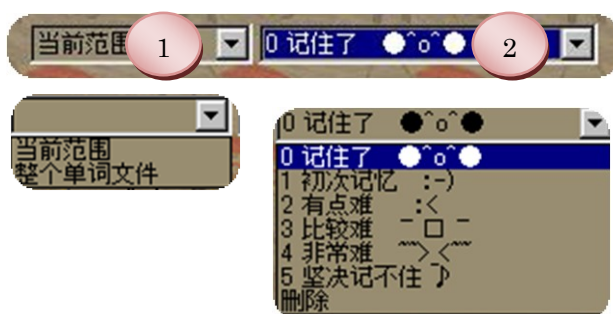 当前范围 1 0 记住了 ●^o^● 2
当前范围
整个单词文件
0 记住了 ●^o^●
0 记住了 ●^o^●
1 初次记忆 :-)
2 有点难 :<
3 比较难 ￣□￣
4 非常难 ~~>_<~~
5 坚决记不住 ♪
删除